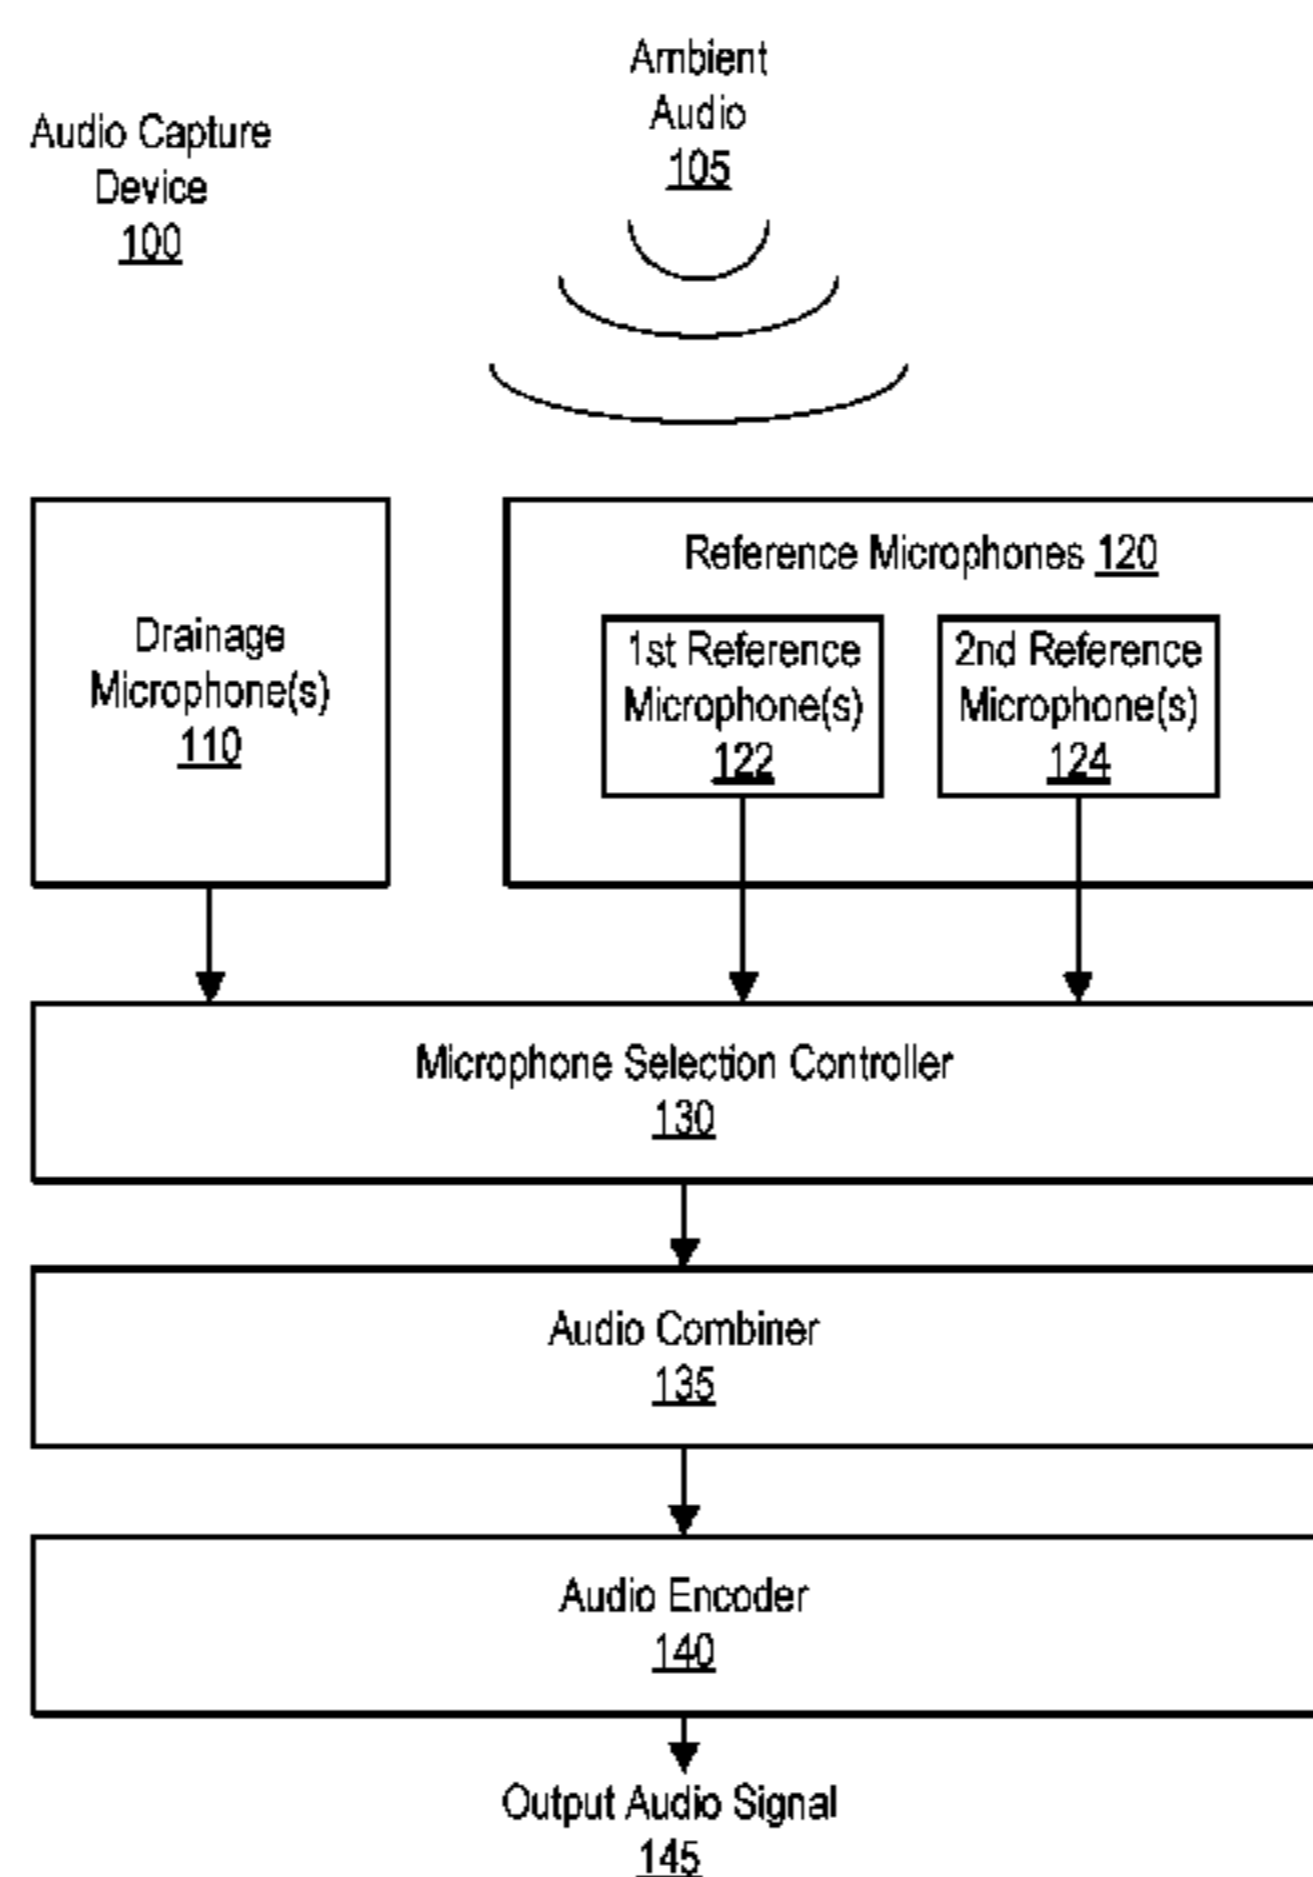 Ambient
Audio
105
Audio Capture
Device
100
Reference Microphones 120
Drainage
Microphone(s)
110
1st Reference
Microphone(s)
122
2nd Reference
Microphone(s)
124
Microphone Selection Controller
130
Audio Combiner
135
Audio Encoder
140
Output Audio Signal
145